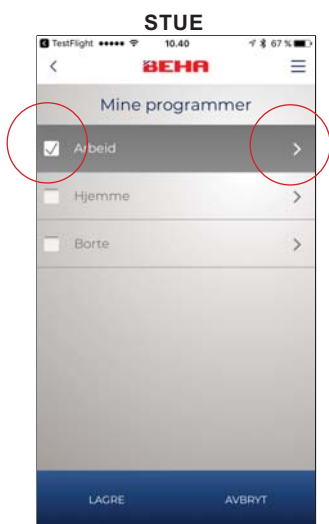 STUE
TestFlight 10.40 67 %
BEHA
Mine programmer
Arbeid
Hjemme
Borte
LAGRE AVBRYT